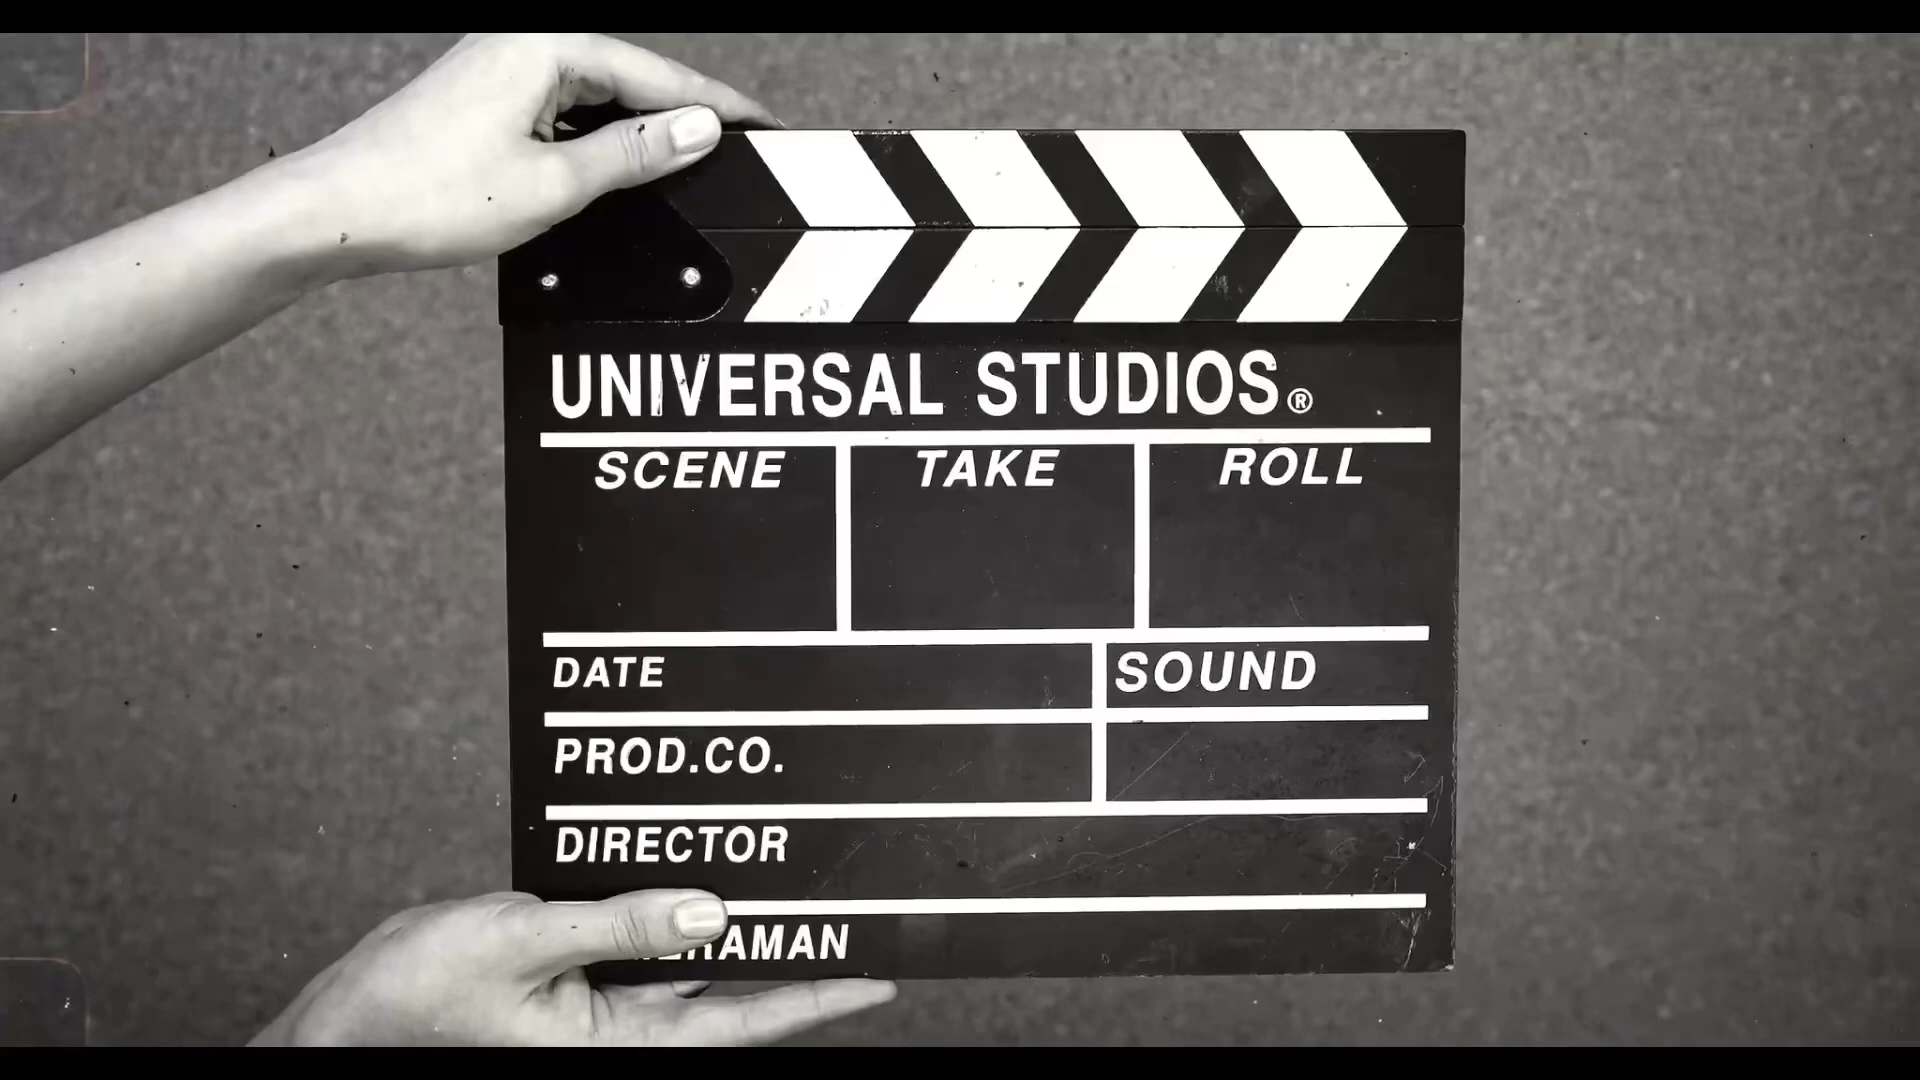 UNIVERSAL STUDIOS®
SCENE TAKE ROLL
DATE SOUND
PROD.CO.
DIRECTOR